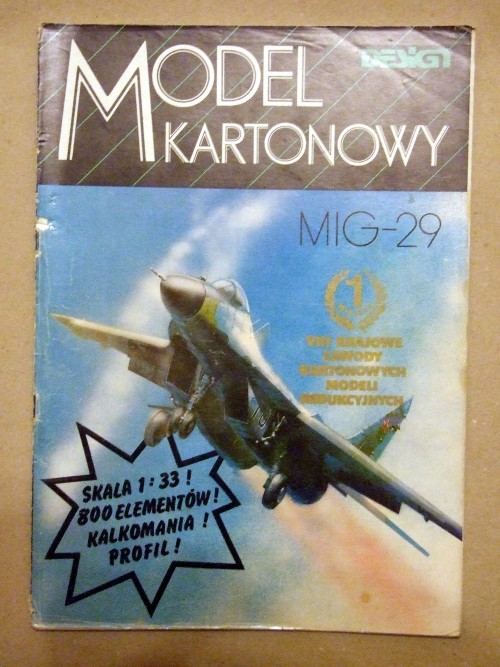 MODEL
DESIGN
KARTONOWY
MIG-29
1
VIII KRAJOWE
ZAWODY
KARTONOWYCH
MODELI
REDUKCYJNYCH
SKALA 1:33!
800 ELEMENTÓW!
KALKOMANIA!
PROFIL!